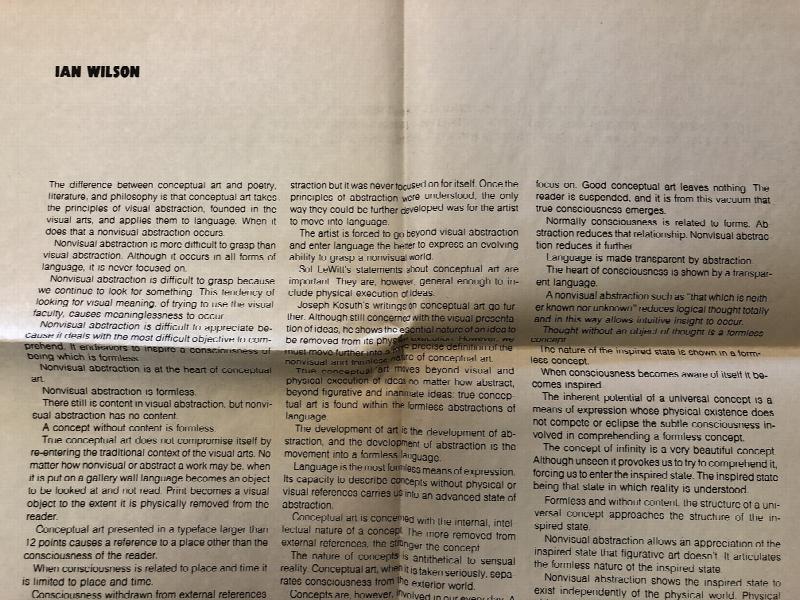 IAN WILSON
The difference between conceptual art and poetry,
literature, and philosophy is that conceptual art takes
the principles of visual abstraction, founded in the
visual arts, and applies them to language. When it
does that a nonvisual abstraction occurs.
Nonvisual abstraction is more difficult to grasp than
visual abstraction. Although it occurs in all forms of
language, it is never focused on.
Nonvisual abstraction is difficult to grasp because
we continue to look for something. This tendency of
looking for visual meaning, of trying to use the visual
faculty, causes meaninglessness to occur
Nonvisual abstraction is difficult to appreciate be-
cause it deals with the most difficult objective to com-
prehend. It endeavors to inspire a consciousness of
being which is formless.
Nonvisual abstraction is at the heart of conceptual
art.
Nonvisual abstraction is formless.
There still is content in visual abstraction, but nonvi-
sual abstraction has no content.
A concept without content is formless.
True conceptual art does not compromise itself by
re-entering the traditional context of the visual arts. No
matter how nonvisual or abstract a work may be, when
it is put on a gallery wall language becomes an object
to be looked at and not read. Print becomes a visual
object to the extent it is physically removed from the
reader.
Conceptual art presented in a typeface larger than
12 points causes a reference to a place other than the
consciousness of the reader.
When consciousness is related to place and time it
is limited to place and time.
Consciousness withdrawn from external references
straction but it was never focused on for itself. Once the
principles of abstraction were understood, the only
way they could be further developed was for the artist
to move into language.
The artist is forced to go beyond visual abstraction
and enter language the better to express an evolving
ability to grasp a nonvisual world.
Sol LeWitt's statements about conceptual art are
important. They are, however, general enough to in-
clude physical execution of ideas.
Joseph Kosuth's writings on conceptual art go fur
ther. Although still concerned with the visual presenta
tion of ideas, he shows the essential nature of an idea to
be removed from its physical execution. However, we
must move further into a more precise definition of the
nonvisual and formless nature of conceptual art.
True conceptual art moves beyond visual and
physical execution of ideas no matter how abstract,
beyond figurative and inanimate ideas: true concep-
tual art is found within the formless abstractions of
language.
The development of art is the development of ab-
straction, and the development of abstraction is the
movement into a formless language.
Language is the most formless means of expression.
Its capacity to describe concepts without physical or
visual references carries us into an advanced state of
abstraction.
Conceptual art is concerned with the internal, intel
lectual nature of a concept. The more removed from
external references, the stronger the concept
The nature of concepts is antithetical to sensual
reality. Conceptual art, when it is taken seriously, sepa
rates consciousness from the exterior world.
Concepts are, however, involved in our every day. A
focus on. Good conceptual art leaves nothing. The
reader is suspended, and it is from this vacuum that
true consciousness emerges.
Normally consciousness is related to forms. Ab
straction reduces that relationship. Nonvisual abstrac
tion reduces it further
Language is made transparent by abstraction.
The heart of consciousness is shown by a transpar-
ent language.
A nonvisual abstraction such as "that which is neith
er known nor unknown" reduces logical thought totally
and in this way allows intuitive insight to occur.
Thought without an object of thought is a formless
concept
The nature of the inspired state is shown in a form-
less concept.
When consciousness becomes aware of itself it be-
comes inspired
The inherent potential of a universal concept is a
means of expression whose physical existence does
not compete or eclipse the subtle consciousness in-
volved in comprehending a formless concept.
The concept of infinity is a very beautiful concept
Although unseen it provokes us to try to comprehend it,
forcing us to enter the inspired state. The inspired state
being that state in which reality is understood.
Formless and without content, the structure of a uni-
versal concept approaches the structure of the in-
spired state.
Nonvisual abstraction allows an appreciation of the
inspired state that figurative art doesn't. It articulates
the formless nature of the inspired state.
Nonvisual abstraction shows the inspired state to
exist independently of the physical world. Physical